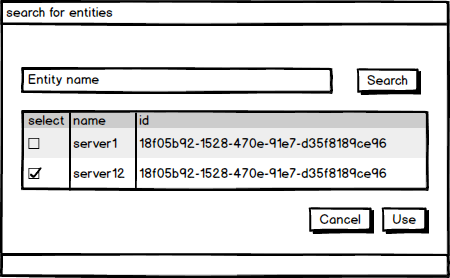 search for entities
Entity name
Search
select name id
server1 18f05b92-1528-470e-91e7-d35f8189ce96
server12 18f05b92-1528-470e-91e7-d35f8189ce96
Cancel Use